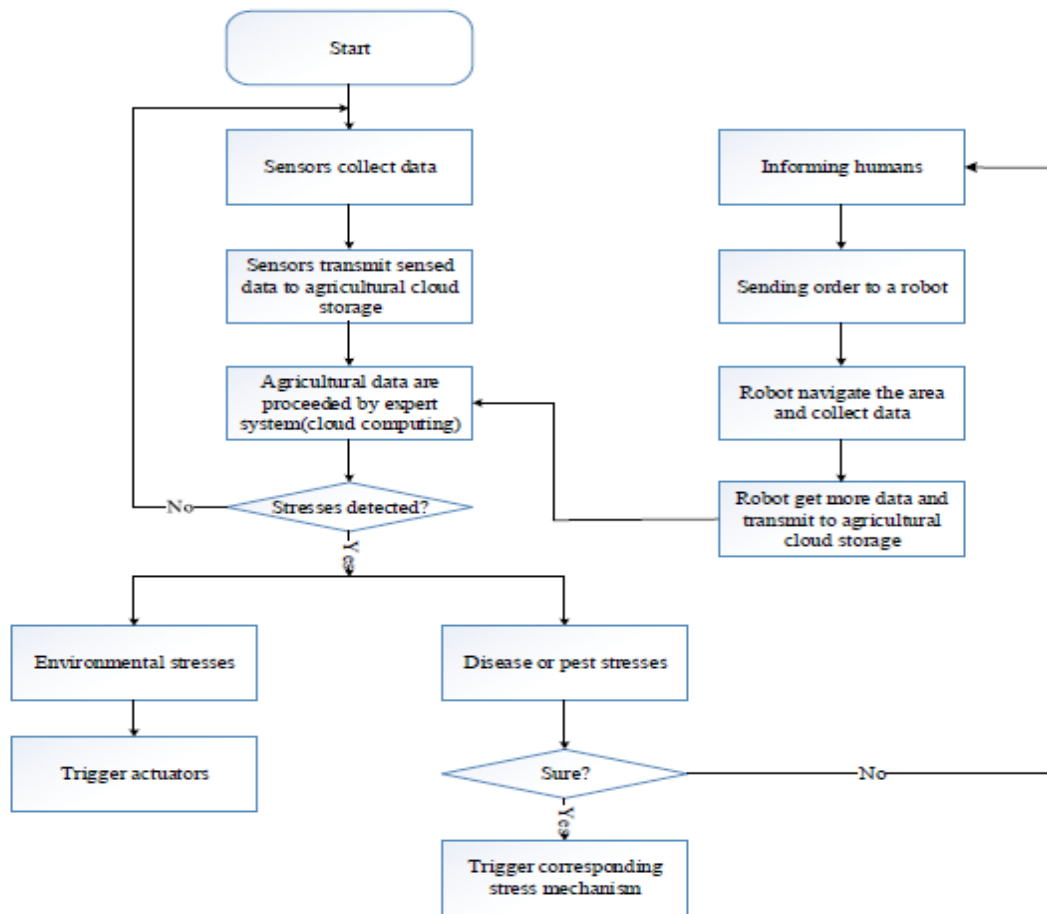 Start
Sensors collect data
Sensors transmit sensed
data to agricultural cloud
storage
Agricultural data are
proceeded by expert
system(cloud computing)
Stresses detected?
No
Yes
Environmental stresses
Trigger actuators
Disease or pest stresses
Sure?
No
Yes
Trigger corresponding
stress mechanism
Informing humans
Sending order to a robot
Robot navigate the area
and collect data
Robot get more data and
transmit to agricultural
cloud storage